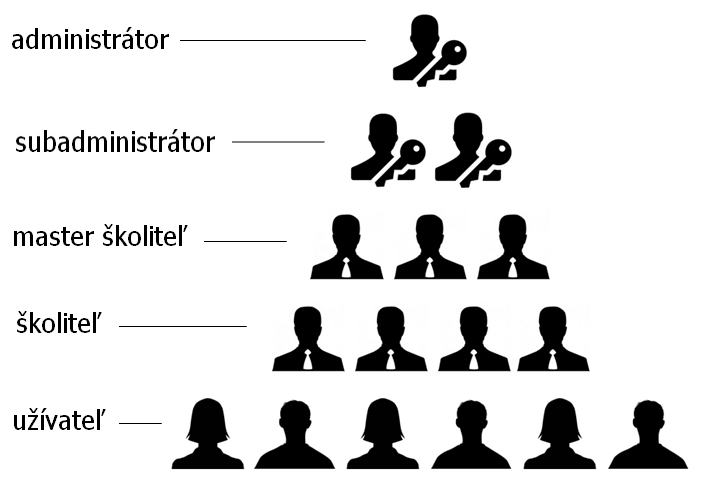 administrátor
subadministrátor
master školiteľ
školiteľ
užívateľ